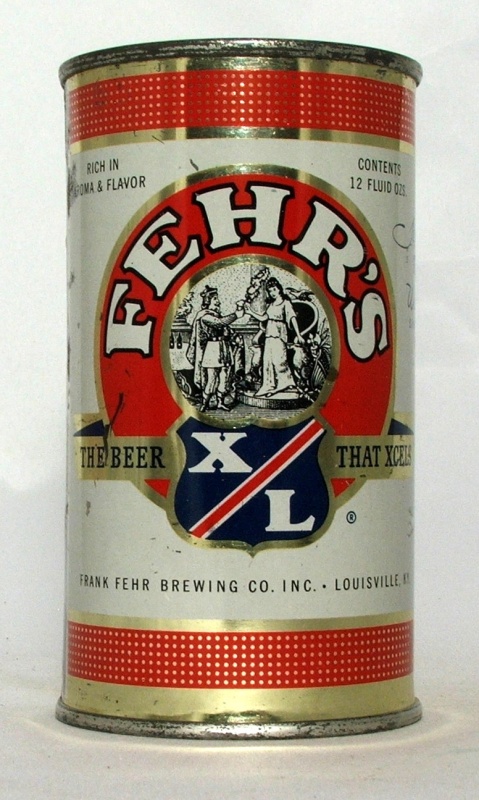 RICH IN
AROMA & FLAVOR
CONTENTS
12 FLUID OZS.
FEHR'S
THE BEER THAT XCELS
X
L
®
FRANK FEHR BREWING CO. INC. • LOUISVILLE, KY.